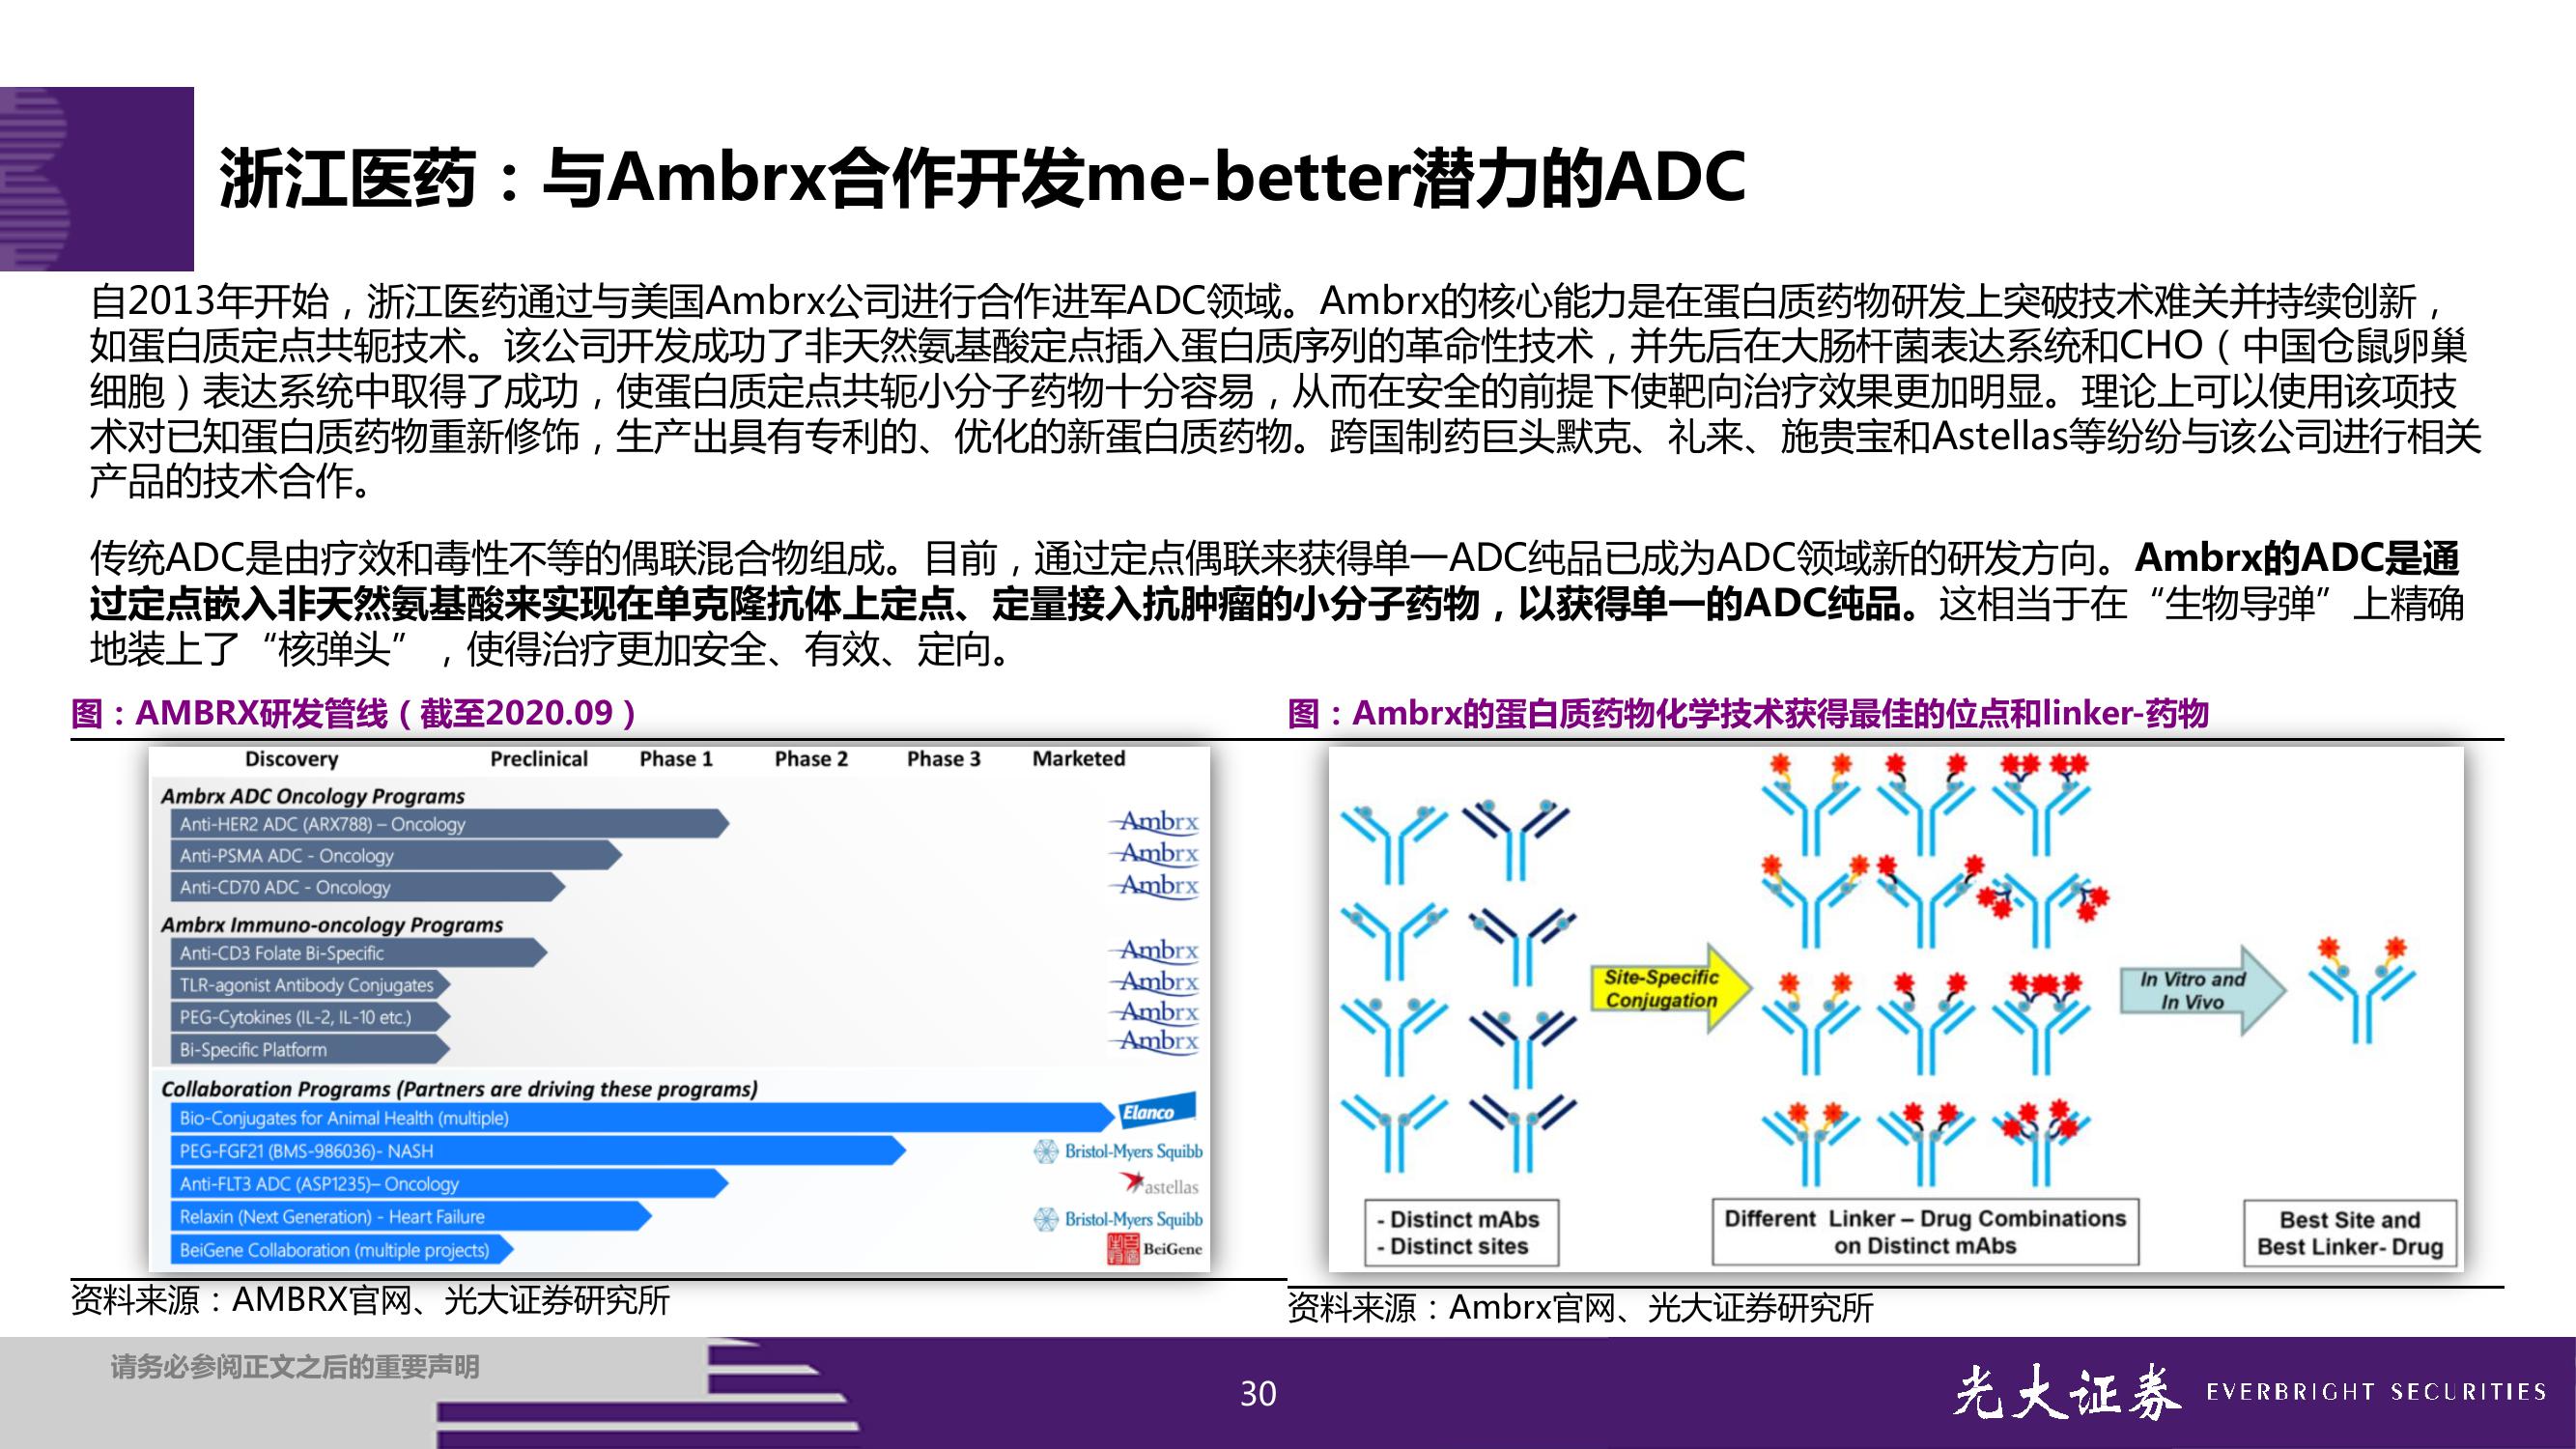 浙江医药：与Ambrx合作开发me-better潜力的ADC
自2013年开始，浙江医药通过与美国Ambrx公司进行合作进军ADC领域。Ambrx的核心能力是在蛋白质药物研发上突破技术难关并持续创新，
如蛋白质定点共轭技术。该公司开发成功了非天然氨基酸定点插入蛋白质序列的革命性技术，并先后在大肠杆菌表达系统和CHO（中国仓鼠卵巢
细胞）表达系统中取得了成功，使蛋白质定点共轭小分子药物十分容易，从而在安全的前提下使靶向治疗效果更加明显。理论上可以使用该项技
术对已知蛋白质药物重新修饰，生产出具有专利的、优化的新蛋白质药物。跨国制药巨头默克、礼来、施贵宝和Astellas等纷纷与该公司进行相关
产品的技术合作。
传统ADC是由疗效和毒性不等的偶联混合物组成。目前，通过定点偶联来获得单一ADC纯品已成为ADC领域新的研发方向。Ambrx的ADC是通
过定点嵌入非天然氨基酸来实现在单克隆抗体上定点、定量接入抗肿瘤的小分子药物，以获得单一的ADC纯品。这相当于在“生物导弹”上精确
地装上了“核弹头”，使得治疗更加安全、有效、定向。
图：AMBRX研发管线（截至2020.09）
Discovery Preclinical Phase 1 Phase 2 Phase 3 Marketed
Ambrx ADC Oncology Programs
Anti-HER2 ADC (ARX788) – Oncology Ambrx
Anti-PSMA ADC - Oncology Ambrx
Anti-CD70 ADC - Oncology Ambrx
Ambrx Immuno-oncology Programs
Anti-CD3 Folate Bi-Specific Ambrx
TLR-agonist Antibody Conjugates Ambrx
PEG-Cytokines (IL-2, IL-10 etc.) Ambrx
Bi-Specific Platform Ambrx
Collaboration Programs (Partners are driving these programs)
Bio-Conjugates for Animal Health (multiple) Elanco
PEG-FGF21 (BMS-986036)- NASH Bristol-Myers Squibb
Anti-FLT3 ADC (ASP1235)– Oncology astellas
Relaxin (Next Generation) - Heart Failure Bristol-Myers Squibb
BeiGene Collaboration (multiple projects) 百济神州 BeiGene
资料来源：AMBRX官网、光大证券研究所
图：Ambrx的蛋白质药物化学技术获得最佳的位点和linker-药物
Site-Specific
Conjugation
In Vitro and
In Vivo
- Distinct mAbs
- Distinct sites
Different Linker – Drug Combinations
on Distinct mAbs
Best Site and
Best Linker- Drug
资料来源：Ambrx官网、光大证券研究所
请务必参阅正文之后的重要声明
30
光大证券 EVERBRIGHT SECURITIES